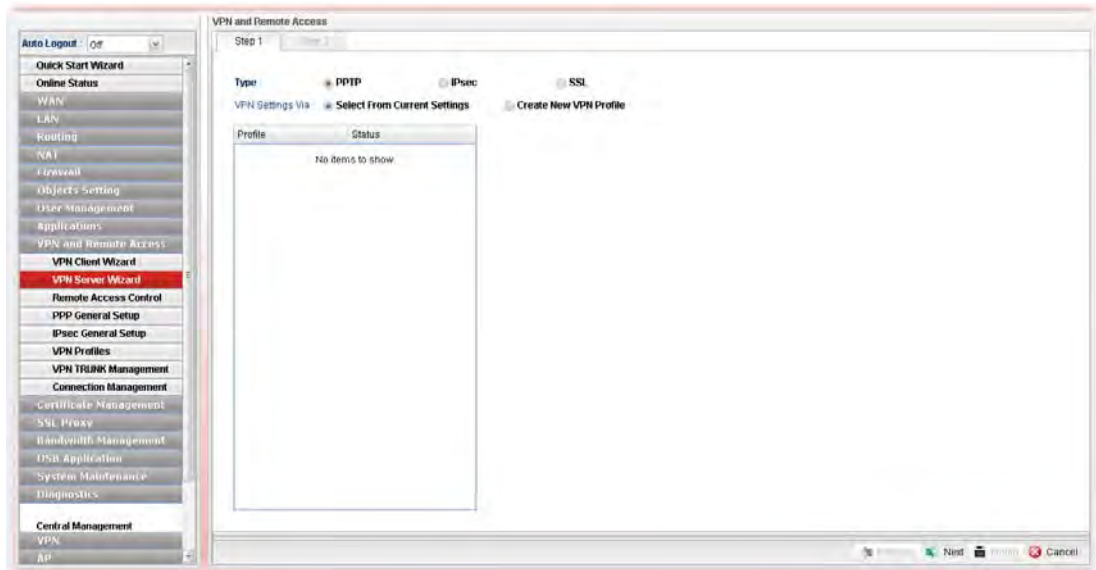 VPN and Remote Access
Auto Logout : Off
Quick Start Wizard
Online Status
WAN
LAN
Routing
NAT
Firewall
Objects Setting
User Management
Applications
VPN and Remote Access
VPN Client Wizard
VPN Server Wizard
Remote Access Control
PPP General Setup
IPsec General Setup
VPN Profiles
VPN TRUNK Management
Connection Management
Certificate Management
SSL Proxy
Bandwidth Management
USB Application
System Maintenance
Diagnostics
Central Management
VPN
AP
Step 1 Step 2
Type PPTP IPsec SSL
VPN Settings Via Select From Current Settings Create New VPN Profile
Profile Status
No items to show
Next Finish Cancel